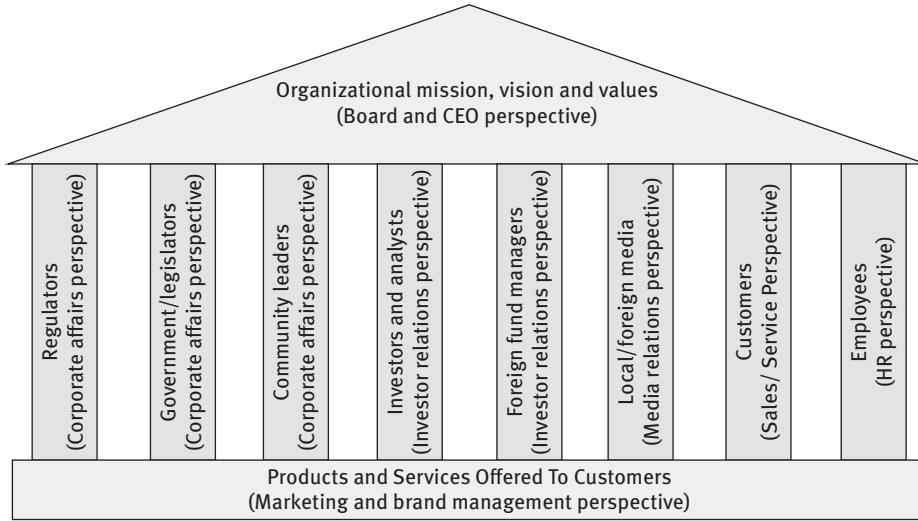 Organizational mission, vision and values
(Board and CEO perspective)
Regulators
(Corporate affairs perspective)
Government/legislators
(Corporate affairs perspective)
Community leaders
(Corporate affairs perspective)
Investors and analysts
(Investor relations perspective)
Foreign fund managers
(Investor relations perspective)
Local/foreign media
(Media relations perspective)
Customers
(Sales/ Service Perspective)
Employees
(HR perspective)
Products and Services Offered To Customers
(Marketing and brand management perspective)